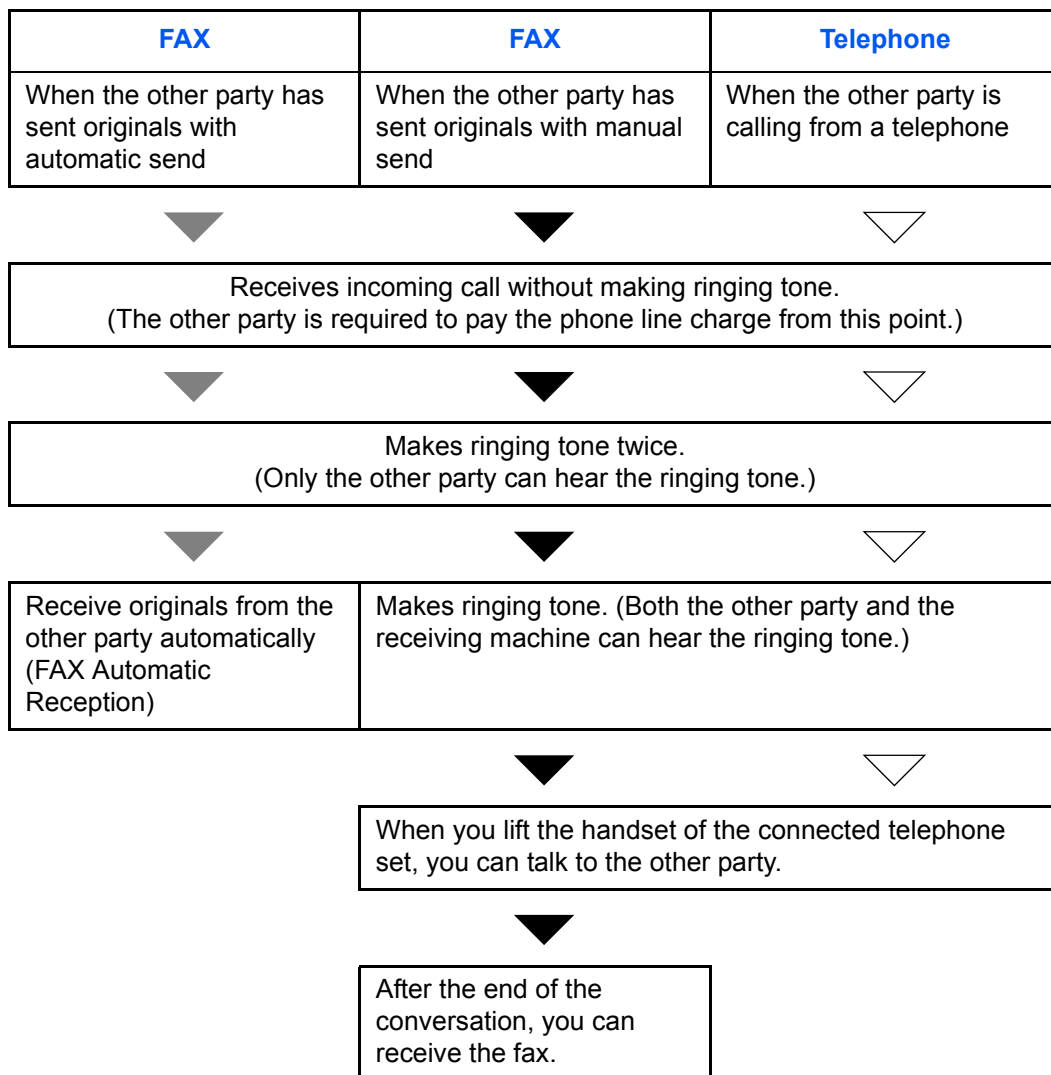 FAX
FAX
Telephone
When the other party has
sent originals with
automatic send
When the other party has
sent originals with manual
send
When the other party is
calling from a telephone
Receives incoming call without making ringing tone.
(The other party is required to pay the phone line charge from this point.)
Makes ringing tone twice.
(Only the other party can hear the ringing tone.)
Receive originals from the
other party automatically
(FAX Automatic
Reception)
Makes ringing tone. (Both the other party and the
receiving machine can hear the ringing tone.)
When you lift the handset of the connected telephone
set, you can talk to the other party.
After the end of the
conversation, you can
receive the fax.